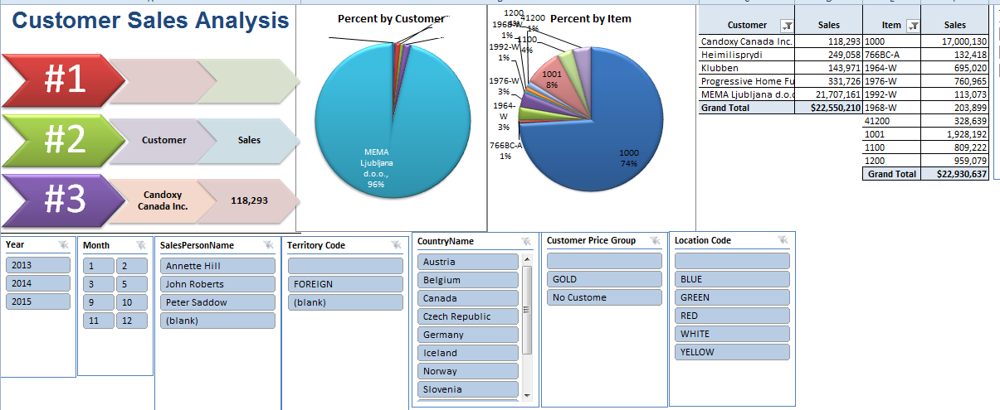 Customer Sales Analysis
#1
#2
Customer
Sales
#3
Candoxy
Canada Inc.
118,293
Percent by Customer
MEMA
Ljubljana
d.o.o.,
96%
Percent by Item
1200
1%
41200
1%
1968-W
1%
1100
4%
1992-W
1%
1001
8%
1976-W
3%
1964-
W
3%
766BC-A
1%
1000
74%
Customer Sales Item Sales
Candoxy Canada Inc. 118,293 1000 17,000,130
Heimilisprydi 249,058 766BC-A 132,418
Klubben 143,971 1964-W 695,020
Progressive Home Fu 331,726 1976-W 760,965
MEMA Ljubljana d.o.o 21,707,161 1992-W 113,073
Grand Total $22,550,210 1968-W 203,899
41200 328,639
1001 1,928,192
1100 809,222
1200 959,079
Grand Total $22,930,637
Year
2013
2014
2015
Month
1 2
3 5
9 10
11 12
SalesPersonName
Annette Hill
John Roberts
Peter Saddow
(blank)
Territory Code
FOREIGN
(blank)
CountryName
Austria
Belgium
Canada
Czech Republic
Germany
Iceland
Norway
Slovenia
Customer Price Group
GOLD
No Custome
Location Code
BLUE
GREEN
RED
WHITE
YELLOW